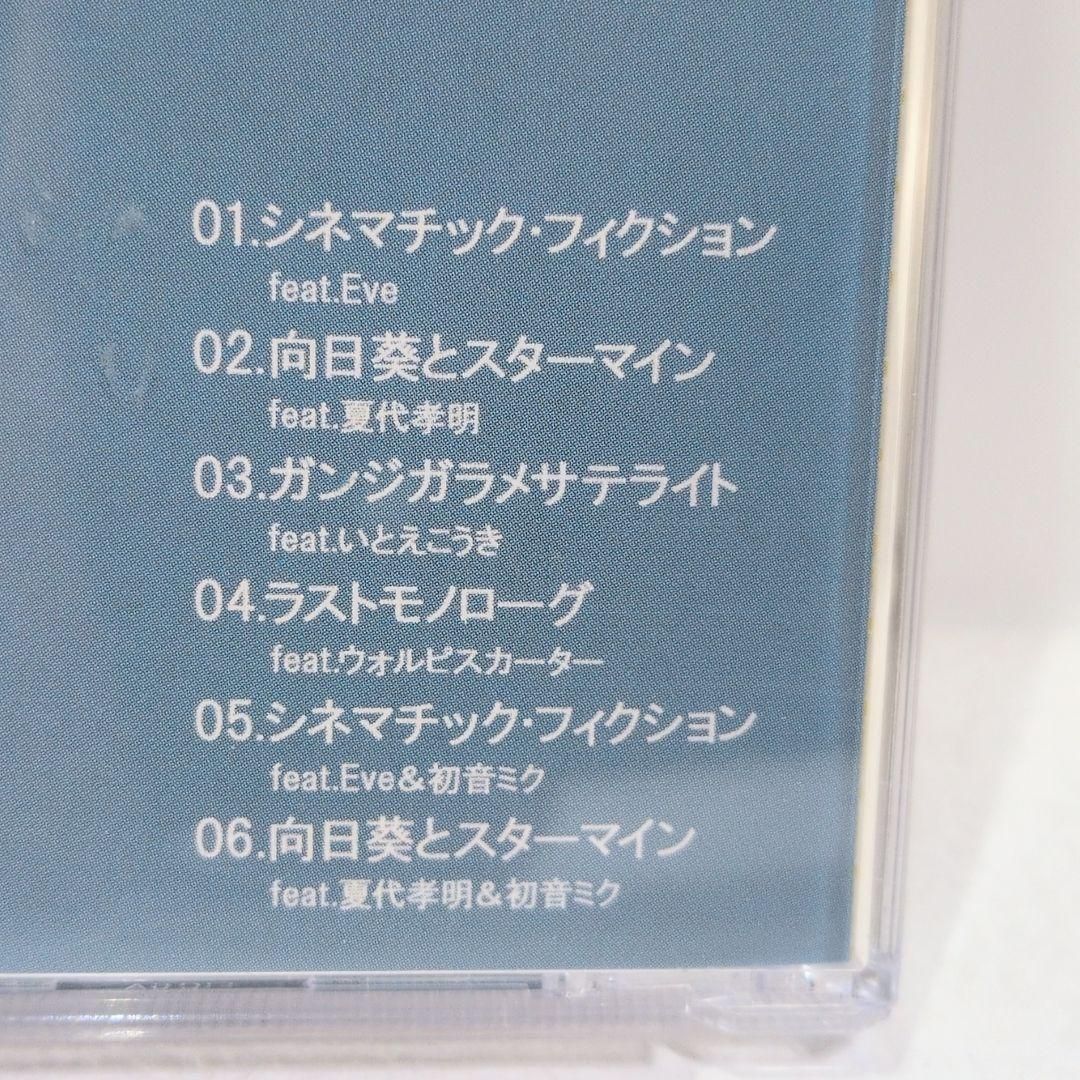 01.シネマチック・フィクション
feat.Eve
02.向日葵とスターマイン
feat.夏代孝明
03.ガンジガラメサテライト
feat.いとえこうき
04.ラストモノローグ
feat.ウォルピスカーター
05.シネマチック・フィクション
feat.Eve&初音ミク
06.向日葵とスターマイン
feat.夏代孝明&初音ミク